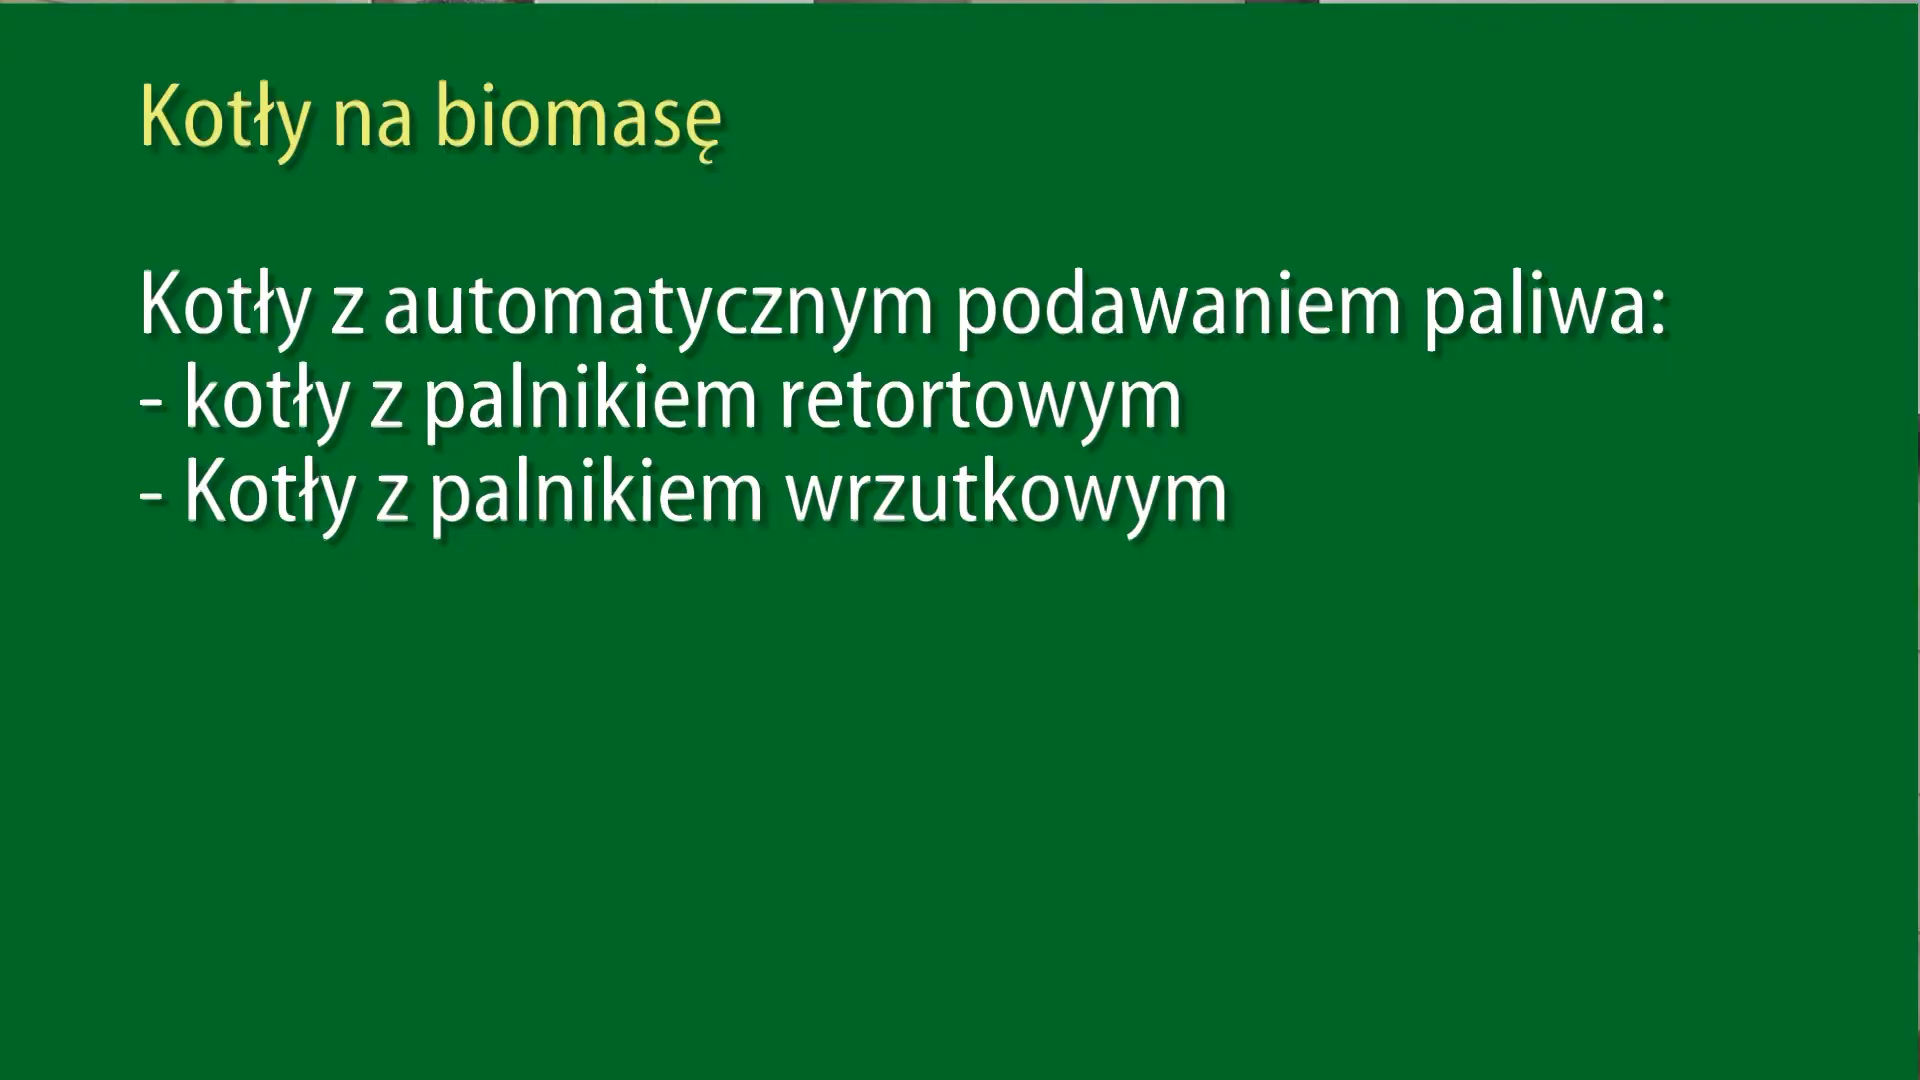 Kotły na biomasę
Kotły z automatycznym podawaniem paliwa:
- kotły z palnikiem retortowym
- Kotły z palnikiem wrzutkowym